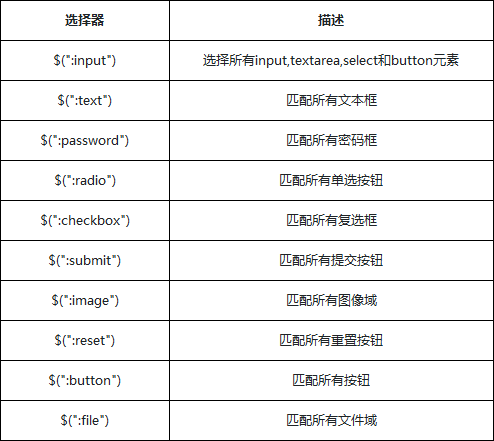 选择器 描述
$(":input") 选择所有input,textarea,select和button元素
$(":text") 匹配所有文本框
$(":password") 匹配所有密码框
$(":radio") 匹配所有单选按钮
$(":checkbox") 匹配所有复选框
$(":submit") 匹配所有提交按钮
$(":image") 匹配所有图像域
$(":reset") 匹配所有重置按钮
$(":button") 匹配所有按钮
$(":file") 匹配所有文件域